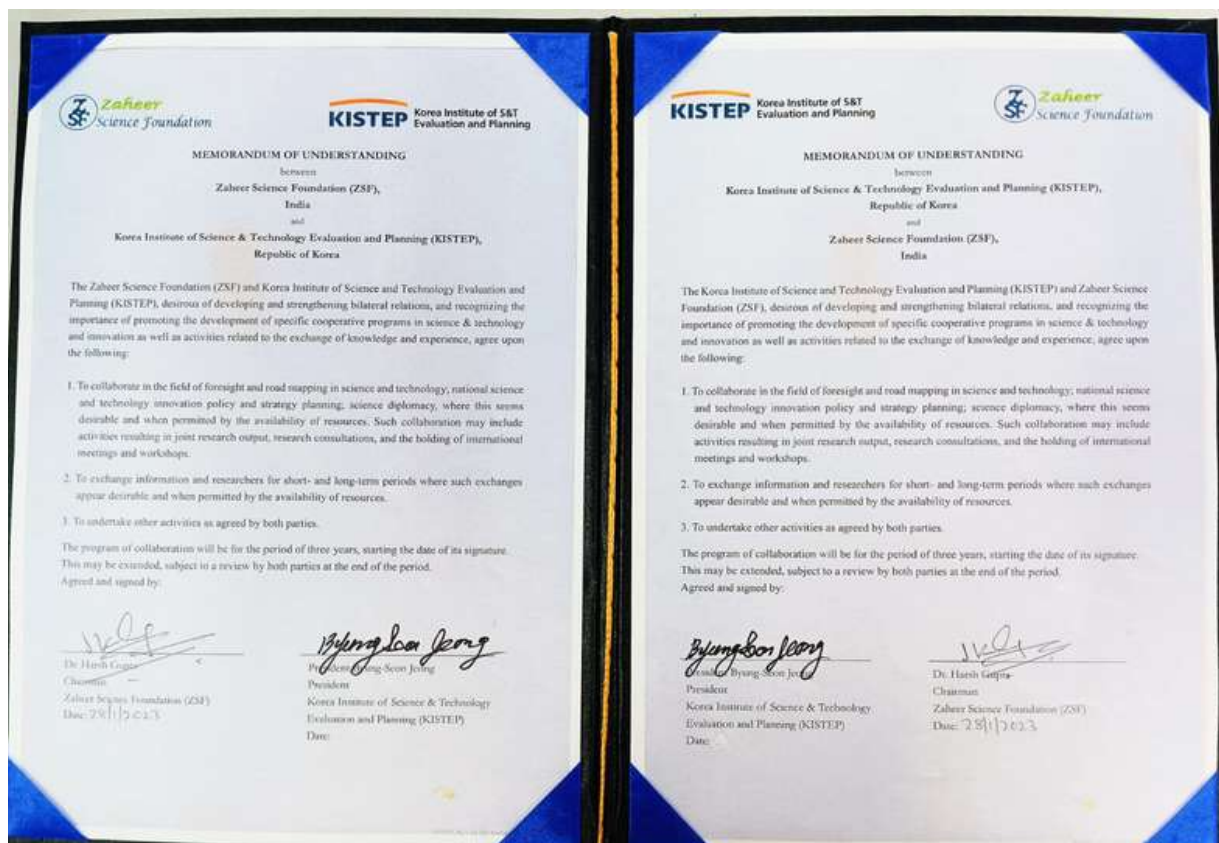 Zaheer
Science Foundation
ZSF
KISTEP
Korea Institute of S&T
Evaluation and Planning
MEMORANDUM OF UNDERSTANDING
between
Zaheer Science Foundation (ZSF),
India
and
Korea Institute of Science & Technology Evaluation and Planning (KISTEP),
Republic of Korea
The Zaheer Science Foundation (ZSF) and Korea Institute of Science and Technology Evaluation and
Planning (KISTEP), desirous of developing and strengthening bilateral relations, and recognizing the
importance of promoting the development of specific cooperative programs in science & technology
and innovation as well as activities related to the exchange of knowledge and experience, agree upon
the following:
1. To collaborate in the field of foresight and road mapping in science and technology, national science
and technology innovation policy and strategy planning, science diplomacy, where this seems
desirable and when permitted by the availability of resources. Such collaboration may include
activities resulting in joint research output, research consultations, and the holding of international
meetings and workshops.
2. To exchange information and researchers for short- and long-term periods where such exchanges
appear desirable and when permitted by the availability of resources.
3. To undertake other activities as agreed by both parties.
The program of collaboration will be for the period of three years, starting the date of its signature.
This may be extended, subject to a review by both parties at the end of the period.
Agreed and signed by:
Dr. Harsh Gupta
Chairman
Zaheer Science Foundation (ZSF)
Date: 28/1/2023
Byung Soon Jeong
President Byung-Seon Jeong
President
Korea Institute of Science & Technology
Evaluation and Planning (KISTEP)
Date:
KISTEP
Korea Institute of S&T
Evaluation and Planning
ZSF
Zaheer
Science Foundation
MEMORANDUM OF UNDERSTANDING
between
Korea Institute of Science & Technology Evaluation and Planning (KISTEP),
Republic of Korea
and
Zaheer Science Foundation (ZSF),
India
The Korea Institute of Science and Technology Evaluation and Planning (KISTEP) and Zaheer Science
Foundation (ZSF), desirous of developing and strengthening bilateral relations, and recognizing the
importance of promoting the development of specific cooperative programs in science & technology
and innovation as well as activities related to the exchange of knowledge and experience, agree upon
the following:
1. To collaborate in the field of foresight and road mapping in science and technology; national science
and technology innovation policy and strategy planning; science diplomacy, where this seems
desirable and when permitted by the availability of resources. Such collaboration may include
activities resulting in joint research output, research consultations, and the holding of international
meetings and workshops.
2. To exchange information and researchers for short- and long-term periods where such exchanges
appear desirable and when permitted by the availability of resources.
3. To undertake other activities as agreed by both parties.
The program of collaboration will be for the period of three years, starting the date of its signature.
This may be extended, subject to a review by both parties at the end of the period.
Agreed and signed by:
Byung Soon Jeong
President Byung-Seon Jeong
President
Korea Institute of Science & Technology
Evaluation and Planning (KISTEP)
Date:
Dr. Harsh Gupta
Chairman
Zaheer Science Foundation (ZSF)
Date: 28/1/2023